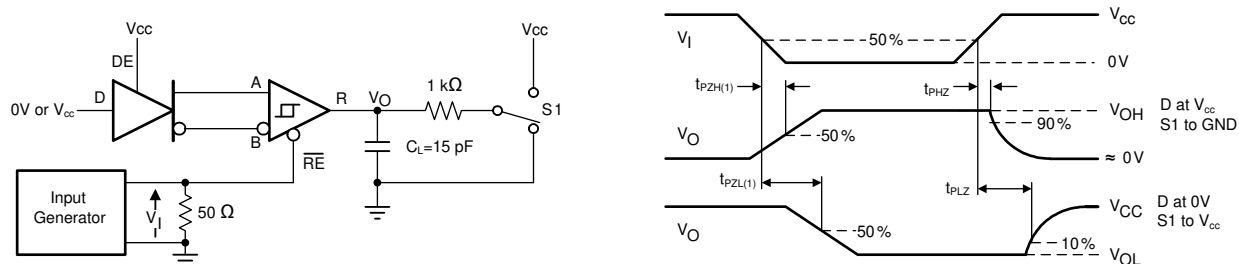 Vcc
Vcc
DE
D
0V or Vcc
A
B
R
VO
1 kΩ
S1
CL=15 pF
RE
Input
Generator
VI
50 Ω
VI
50%
VCC
0V
tPZH(1)
tPHZ
VO
50%
VOH
90%
≈ 0V
D at Vcc
S1 to GND
tPZL(1)
tPLZ
VO
50%
VCC
10%
VOL
D at 0V
S1 to Vcc